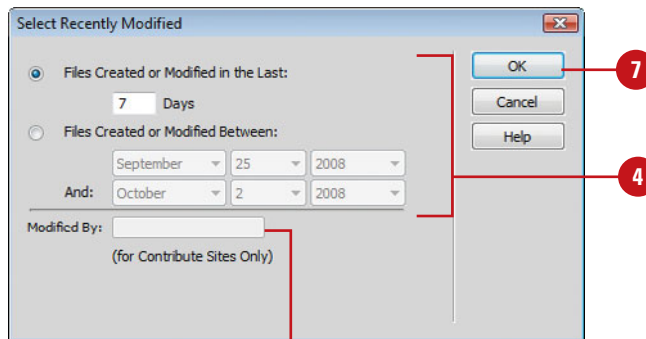 Select Recently Modified
Files Created or Modified in the Last:
7 Days
Files Created or Modified Between:
September 25 2008
And: October 2 2008
Modified By:
(for Contribute Sites Only)
OK
Cancel
Help
7
4